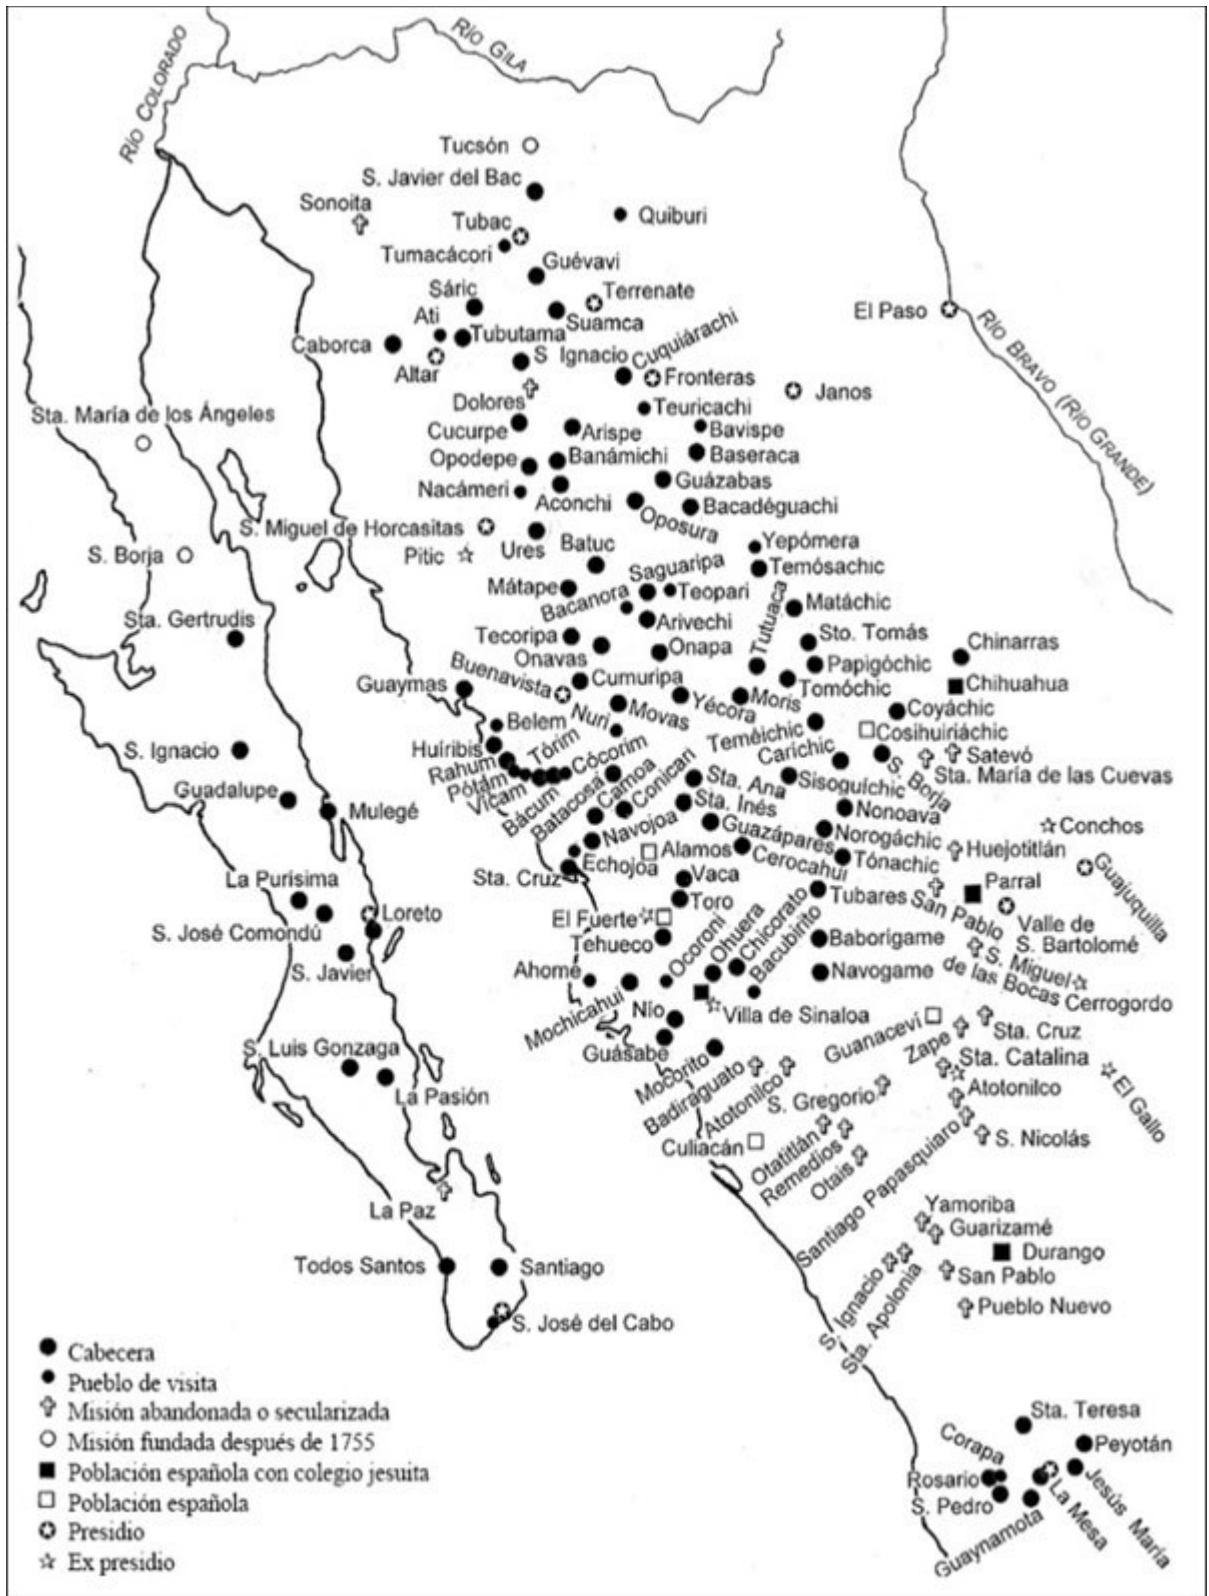 RÍO COLORADO
RÍO GILA
Tucsón
S. Javier del Bac
Sonoita
Tubac
Quiburi
Tumacácori
Guévavi
Sáric
Terrenate
Ati
Suamca
El Paso
RÍO BRAVO (RÍO GRANDE)
Caborca
Tubutama
S Ignacio
Cuquiárachi
Altar
Fronteras
Janos
Dolores
Teuricachi
Sta. María de los Ángeles
Cucurpe
Arispe
Bavispe
Opodepe
Banámichi
Baseraca
Nacámeri
Aconchi
Guázabas
Oposura
Bacadéguachi
S. Miguel de Horcasitas
Ures
Batuc
Yepómera
S. Borja
Pitic
Saguaripa
Temósachic
Mátape
Bacanora
Teopari
Tutuaca
Matáchic
Sta. Gertrudis
Tecoripa
Arivechi
Sto. Tomás
Chinarras
Onavas
Onapa
Papigóchic
Buenavista
Cumuripa
Tomóchic
Chihuahua
Guaymas
Nuri
Movas
Yécora
Moris
Coyáchic
Belem
Teméichic
Cosihuiriáchic
S. Ignacio
Huíribis
Tórim
Cócorim
Carichic
Satevó
Rahum
Pótam
Vícam
Bácum
Batacosa
Camoa
Conicari
Sta. Ana
Sisoguíchic
S. Borja
Sta. María de las Cuevas
Guadalupe
Mulegé
Sta. Inés
Nonoava
Navojoa
Guazápares
Norogáchic
Conchos
Echojoa
Alamos
Cerocahui
Tónachic
Huejotitlán
Guajuquilla
Sta. Cruz
Vaca
La Purísima
Toro
Chicorato
Tubares
San Pablo
Parral
Loreto
El Fuerte
Ohuera
Bacubirito
Valle de
S. Bartolomé
S. José Comondú
Tehueco
Ocoroni
Baborigame
S. Miguel
de las Bocas
S. Javier
Ahome
Navogame
Cerrogordo
Mochicahui
Nío
Villa de Sinaloa
Guanaceví
Zape
Sta. Cruz
S. Luis Gonzaga
Guásabe
Mocorito
Sta. Catalina
La Pasión
Badiraguato
Atotonilco
S. Gregorio
Atotonilco
El Gallo
Culiacán
Otatitlán
Remedios
Otais
Santiago Papasquiaro
S. Nicolás
La Paz
Yamoriba
Guarizamé
Todos Santos
Santiago
Durango
S. Ignacio
Sta. Apolonia
San Pablo
S. José del Cabo
Pueblo Nuevo
Cabecera
Pueblo de visita
Misión abandonada o secularizada
Misión fundada después de 1755
Población española con colegio jesuita
Población española
Presidio
Ex presidio
Sta. Teresa
Corapa
Peyotán
Rosario
Jesús María
S. Pedro
La Mesa
Guaynamota